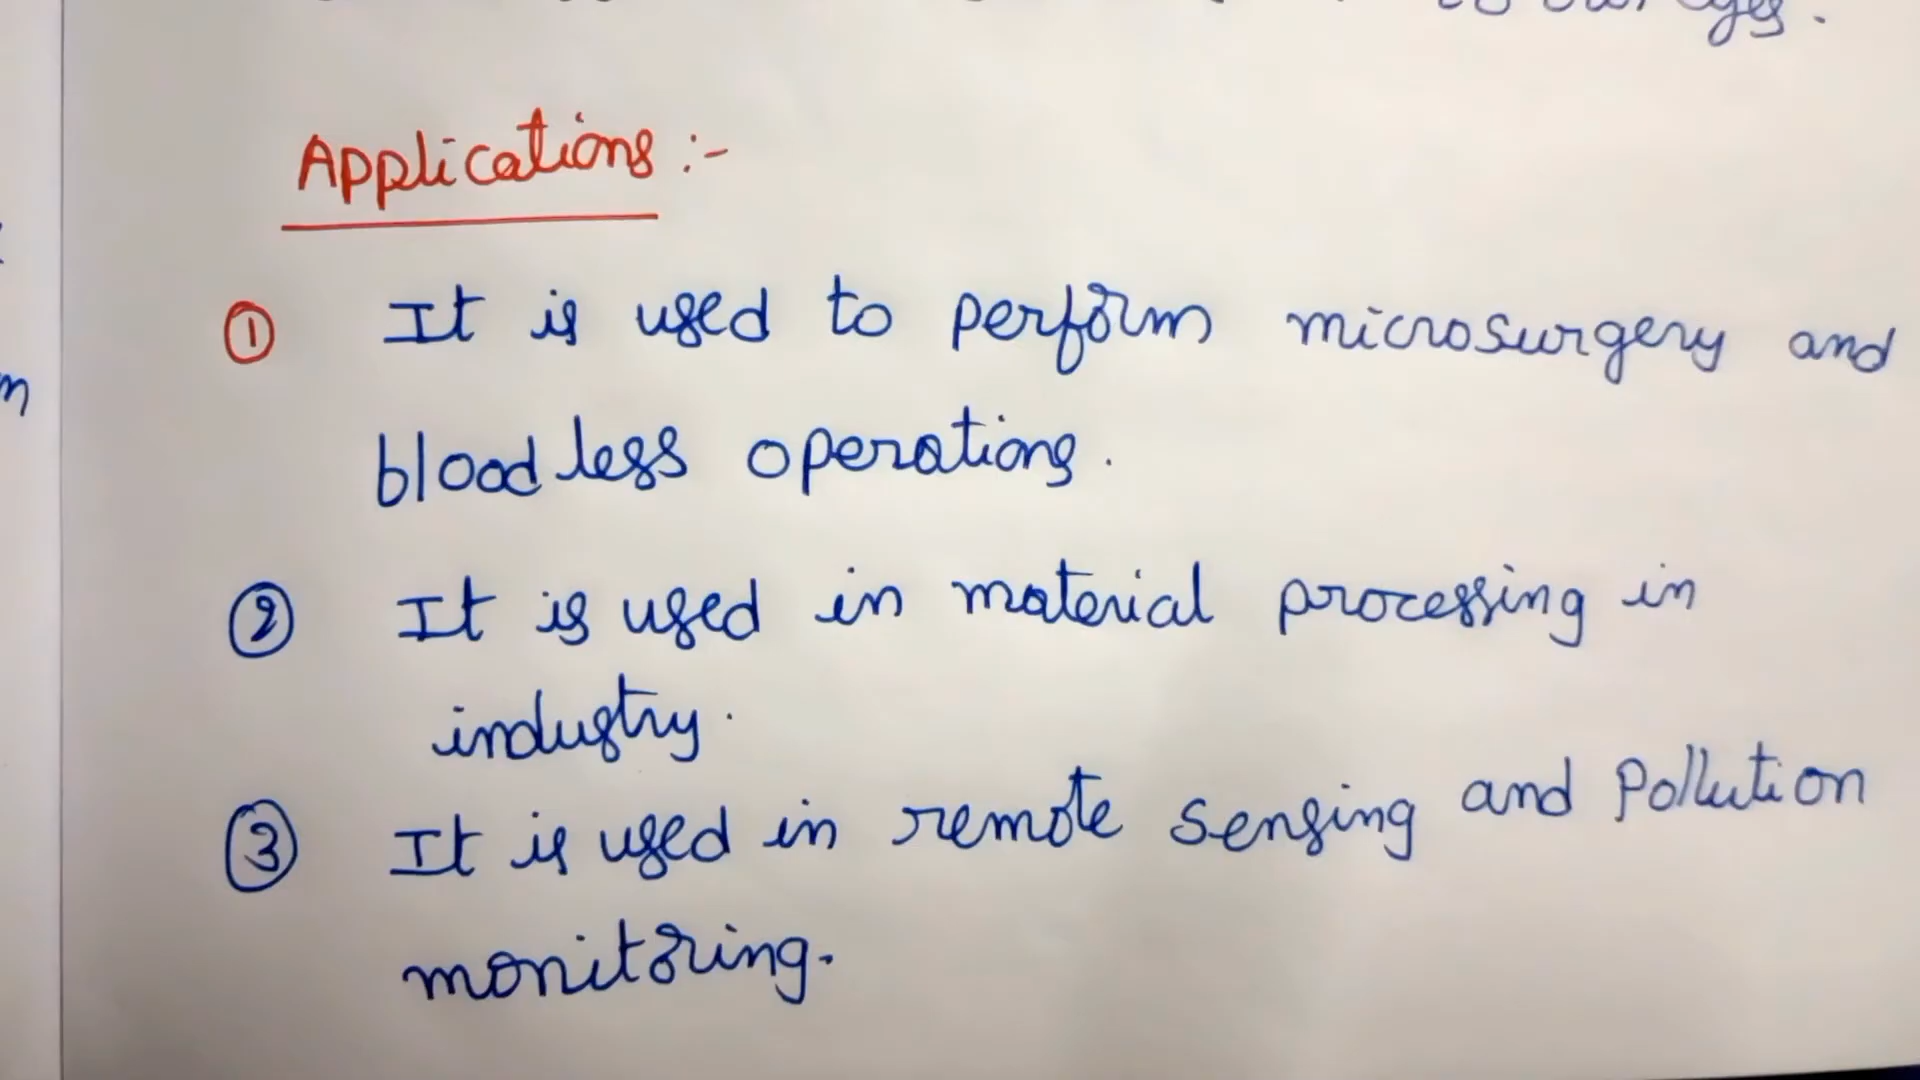 Applications :-
① It is used to perform microsurgery and
bloodless operations.
② It is used in material processing in
industry.
③ It is used in remote sensing and Pollution
monitoring.